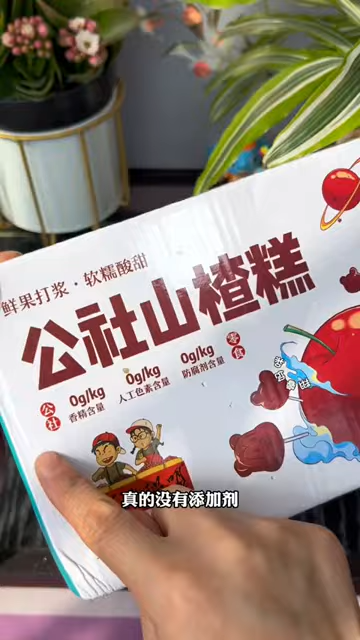 鲜果打浆·软糯酸甜
公社山楂糕
零食
0g/kg 0g/kg 0g/kg
公社
香精含量 人工色素含量 防腐剂含量
真的没有添加剂